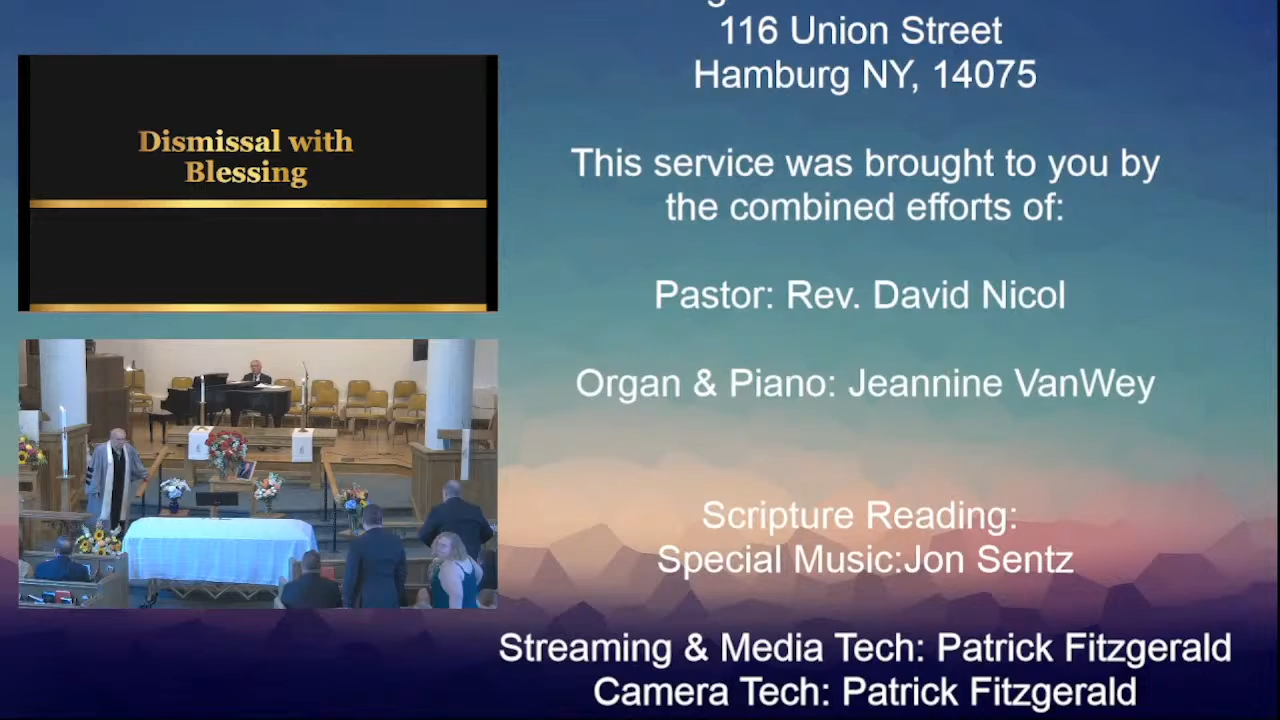 Dismissal with
Blessing
116 Union Street
Hamburg NY, 14075
This service was brought to you by
the combined efforts of:
Pastor: Rev. David Nicol
Organ & Piano: Jeannine VanWey
Scripture Reading:
Special Music:Jon Sentz
Streaming & Media Tech: Patrick Fitzgerald
Camera Tech: Patrick Fitzgerald